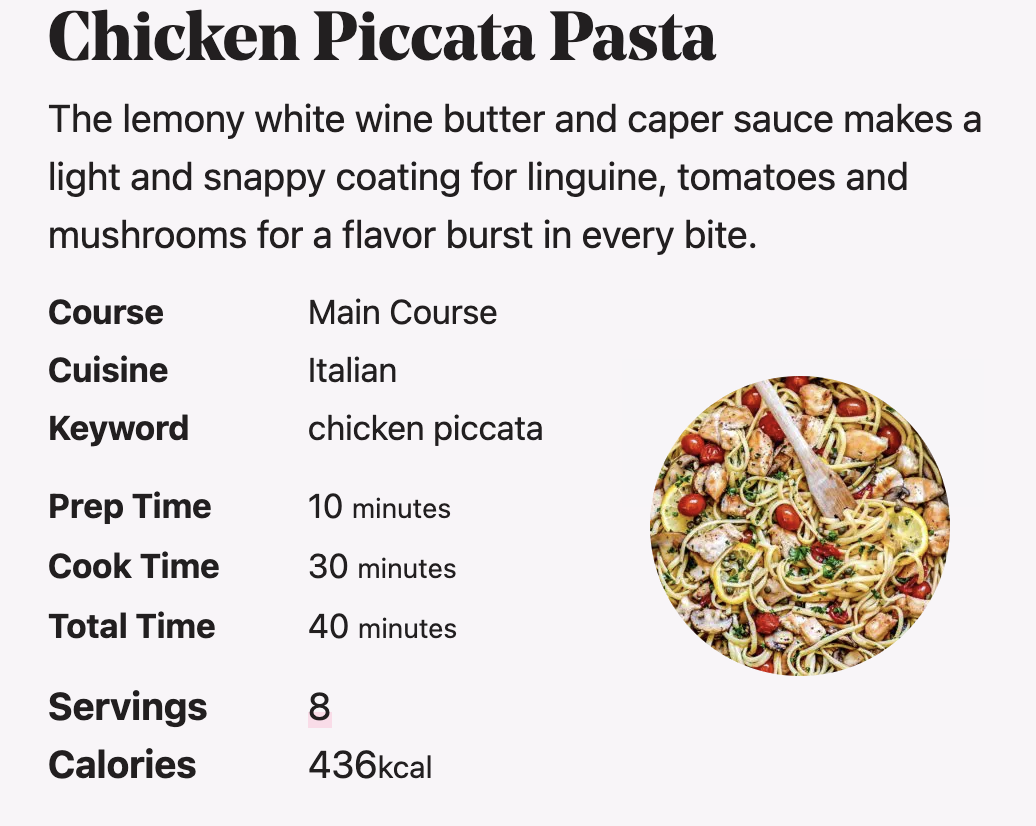 Chicken Piccata Pasta
The lemony white wine butter and caper sauce makes a
light and snappy coating for linguine, tomatoes and
mushrooms for a flavor burst in every bite.
Course Main Course
Cuisine Italian
Keyword chicken piccata
Prep Time 10 minutes
Cook Time 30 minutes
Total Time 40 minutes
Servings 8
Calories 436kcal